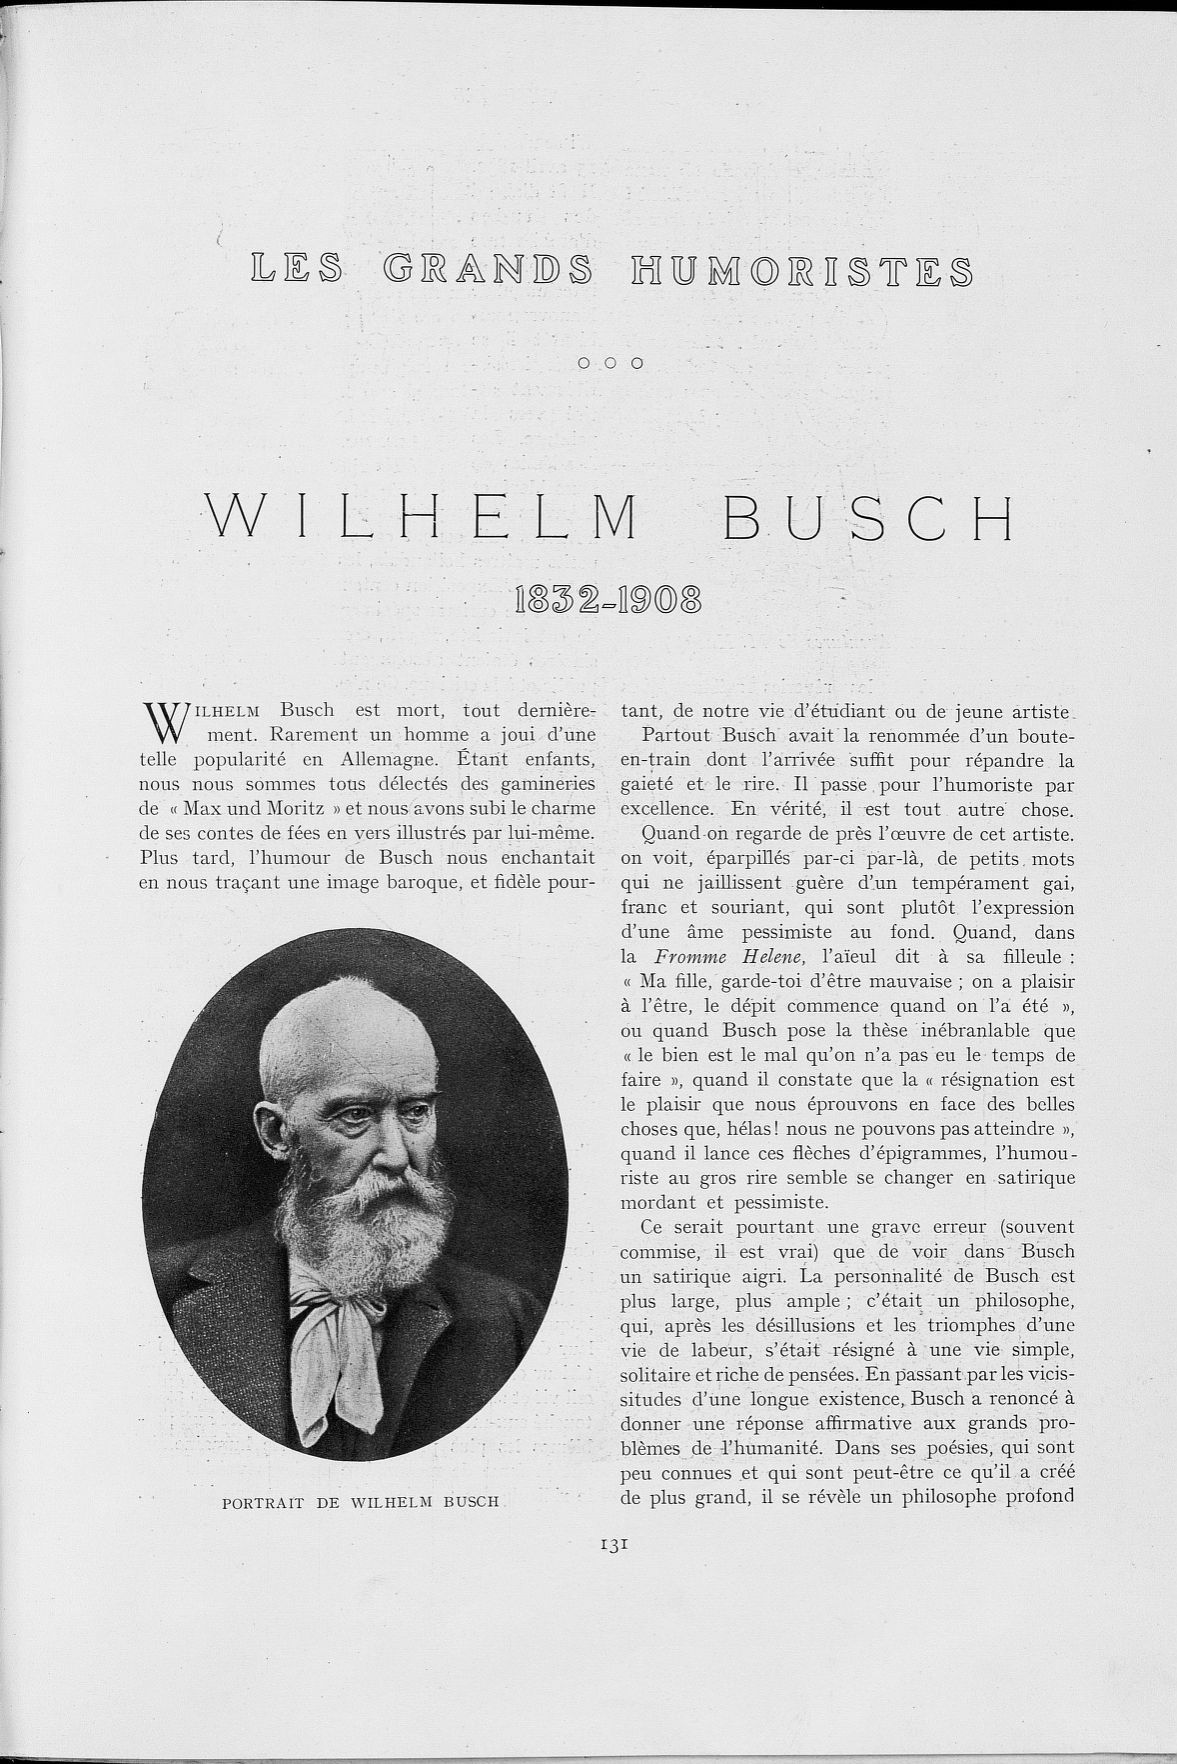 LES GRANDS HUMORISTES
○ ○ ○
WILHELM BUSCH
1832-1908
WILHELM Busch est mort, tout dernière-
ment. Rarement un homme a joui d'une
telle popularité en Allemagne. Étant enfants,
nous nous sommes tous délectés des gamineries
de « Max und Moritz » et nous avons subi le charme
de ses contes de fées en vers illustrés par lui-même.
Plus tard, l'humour de Busch nous enchantait
en nous traçant une image baroque, et fidèle pour-
PORTRAIT DE WILHELM BUSCH
tant, de notre vie d'étudiant ou de jeune artiste.
Partout Busch avait la renommée d'un boute-
en-train dont l'arrivée suffit pour répandre la
gaieté et le rire. Il passe pour l'humoriste par
excellence. En vérité, il est tout autre chose.
Quand on regarde de près l'œuvre de cet artiste.
on voit, éparpillés par-ci par-là, de petits mots
qui ne jaillissent guère d'un tempérament gai,
franc et souriant, qui sont plutôt l'expression
d'une âme pessimiste au fond. Quand, dans
la Fromme Helene, l'aïeul dit à sa filleule :
« Ma fille, garde-toi d'être mauvaise ; on a plaisir
à l'être, le dépit commence quand on l'a été »,
ou quand Busch pose la thèse inébranlable que
« le bien est le mal qu'on n'a pas eu le temps de
faire », quand il constate que la « résignation est
le plaisir que nous éprouvons en face des belles
choses que, hélas! nous ne pouvons pas atteindre »,
quand il lance ces flèches d'épigrammes, l'humou-
riste au gros rire semble se changer en satirique
mordant et pessimiste.
Ce serait pourtant une grave erreur (souvent
commise, il est vrai) que de voir dans Busch
un satirique aigri. La personnalité de Busch est
plus large, plus ample ; c'était un philosophe,
qui, après les désillusions et les triomphes d'une
vie de labeur, s'était résigné à une vie simple,
solitaire et riche de pensées. En passant par les vicis-
situdes d'une longue existence, Busch a renoncé à
donner une réponse affirmative aux grands pro-
blèmes de l'humanité. Dans ses poésies, qui sont
peu connues et qui sont peut-être ce qu'il a créé
de plus grand, il se révèle un philosophe profond
131